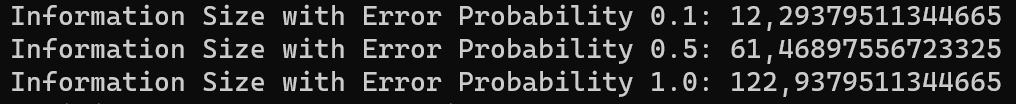 Information Size with Error Probability 0.1: 12,29379511344665
Information Size with Error Probability 0.5: 61,46897556723325
Information Size with Error Probability 1.0: 122,9379511344665